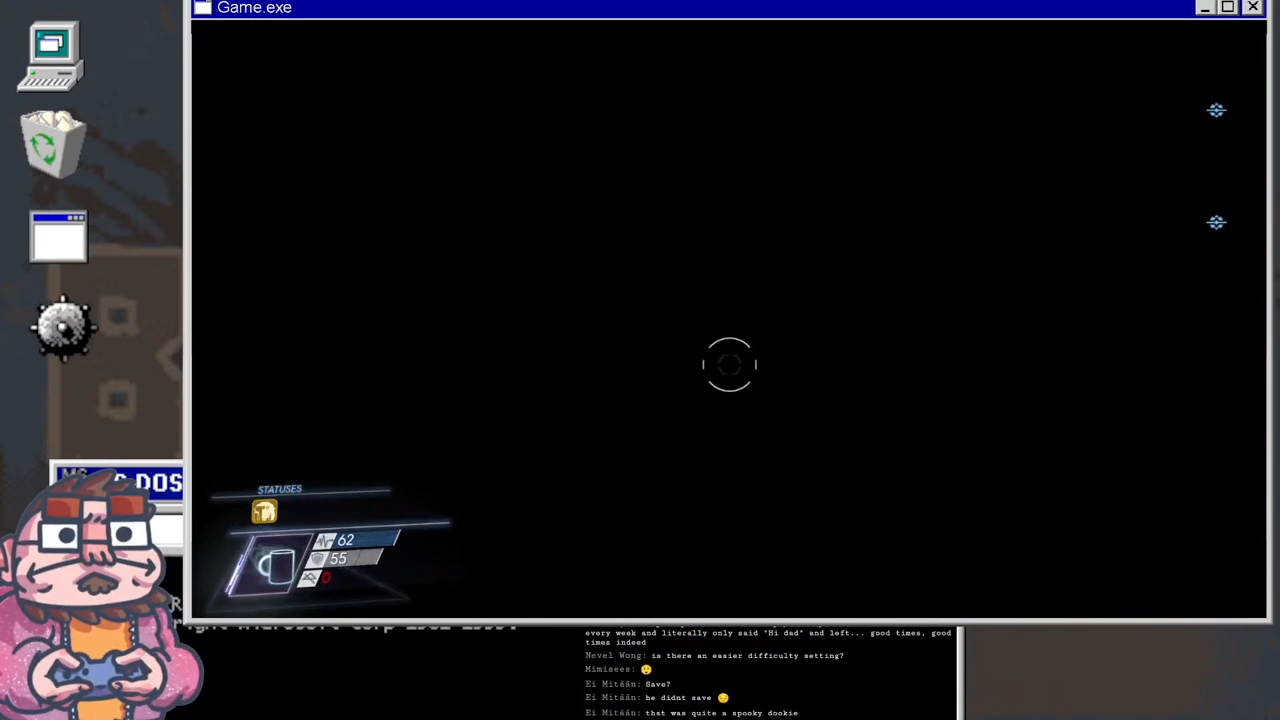 Game.exe
STATUSES
62
55
0
DOS
every week and literally only said "Hi dad" and left... good times, good
times indeed
Nevel Wong: is there an easier difficulty setting?
Mimisees: 😲
Ei Mitään: Save?
Ei Mitään: he didnt save 😔
Ei Mitään: that was quite a spooky dookie